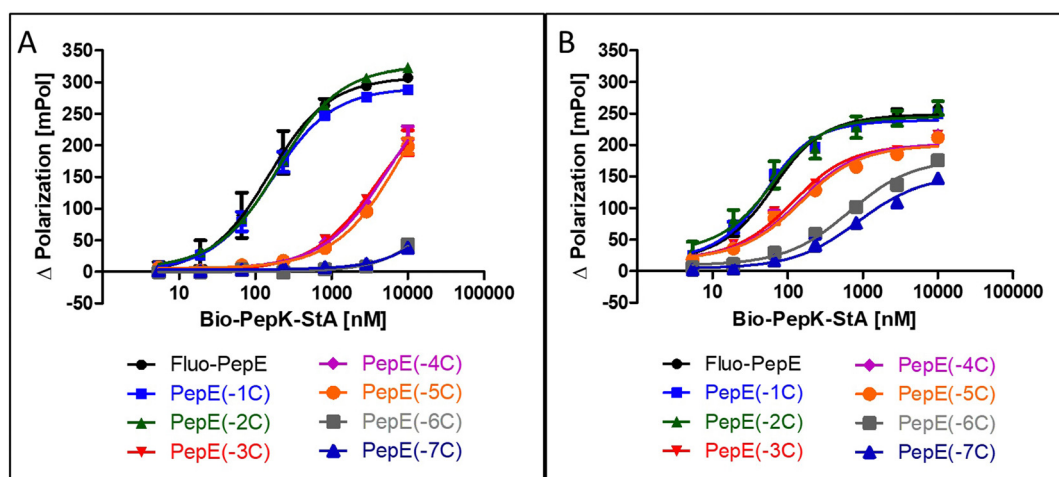 A
350
300
250
200
150
100
50
0
-50
Δ Polarization [mPol]
10 100 1000 10000 100000
Bio-PepK-StA [nM]
Fluo-PepE PepE(-4C)
PepE(-1C) PepE(-5C)
PepE(-2C) PepE(-6C)
PepE(-3C) PepE(-7C)
B
350
300
250
200
150
100
50
0
-50
Δ Polarization [mPol]
10 100 1000 10000 100000
Bio-PepK-StA [nM]
Fluo-PepE PepE(-4C)
PepE(-1C) PepE(-5C)
PepE(-2C) PepE(-6C)
PepE(-3C) PepE(-7C)